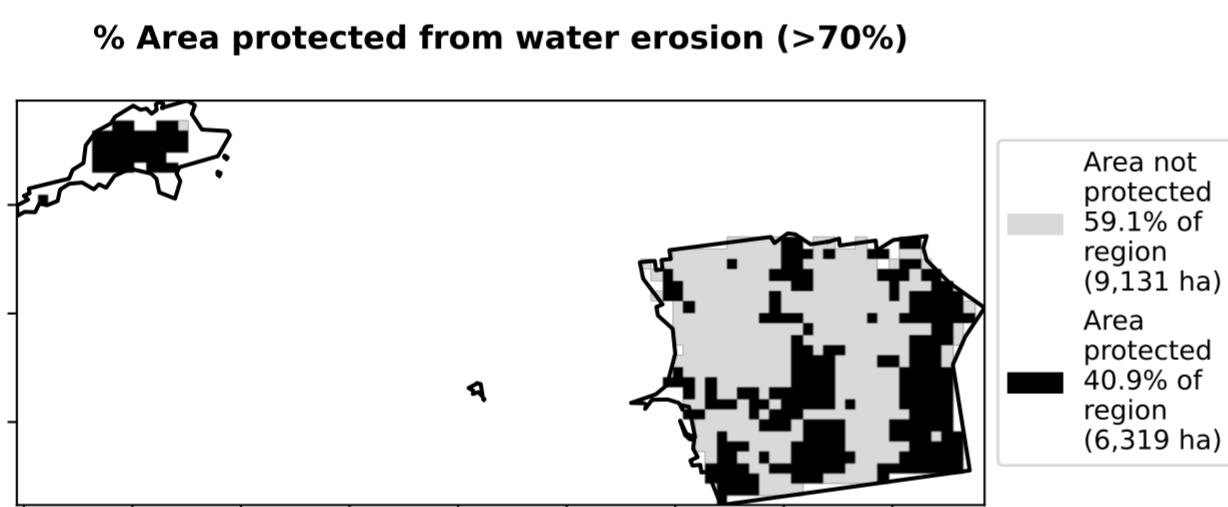 % Area protected from water erosion (>70%)
Area not
protected
59.1% of
region
(9,131 ha)
Area
protected
40.9% of
region
(6,319 ha)